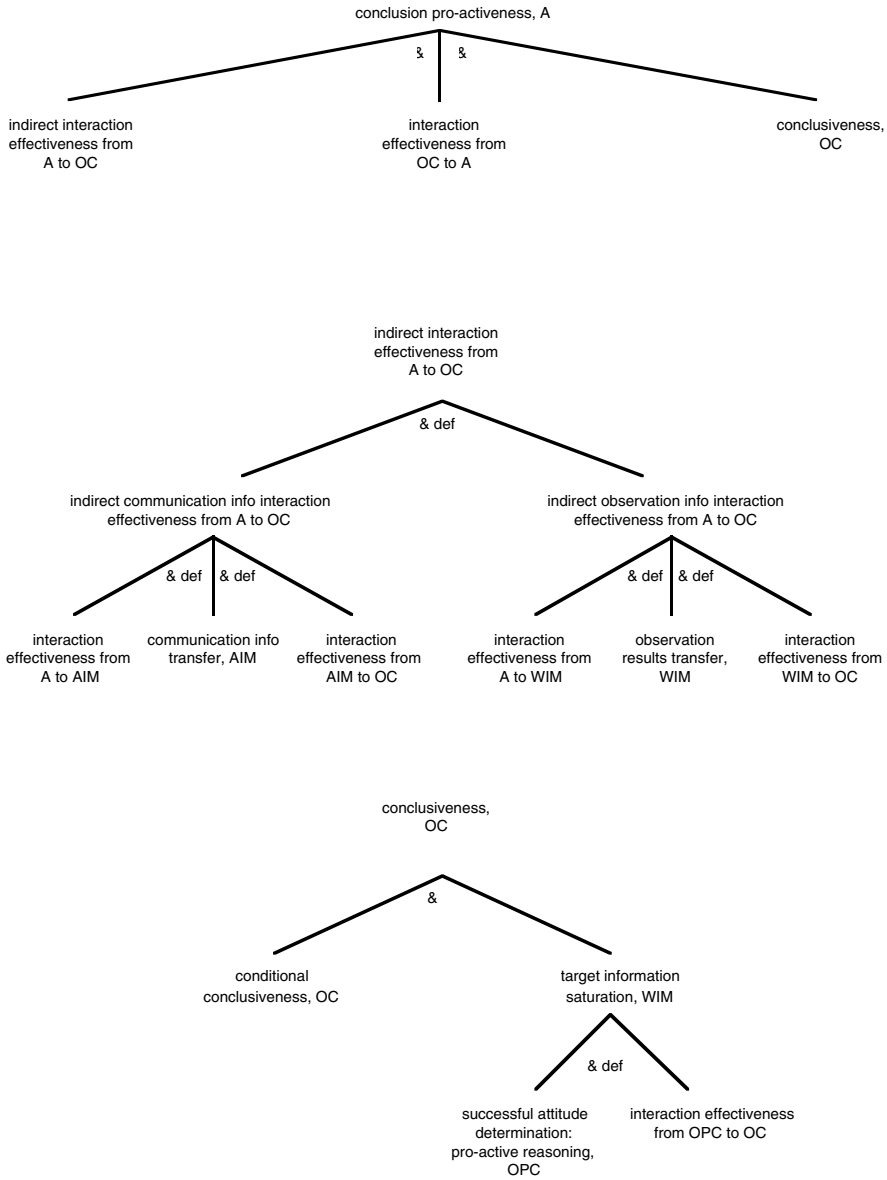 conclusion pro-activeness, A
& &
indirect interaction
effectiveness from
A to OC
interaction
effectiveness from
OC to A
conclusiveness,
OC
indirect interaction
effectiveness from
A to OC
& def
indirect communication info interaction
effectiveness from A to OC
indirect observation info interaction
effectiveness from A to OC
& def & def
& def & def
interaction
effectiveness from
A to AIM
communication info
transfer, AIM
interaction
effectiveness from
AIM to OC
interaction
effectiveness from
A to WIM
observation
results transfer,
WIM
interaction
effectiveness from
WIM to OC
conclusiveness,
OC
&
conditional
conclusiveness, OC
target information
saturation, WIM
& def
successful attitude
determination:
pro-active reasoning,
OPC
interaction effectiveness
from OPC to OC